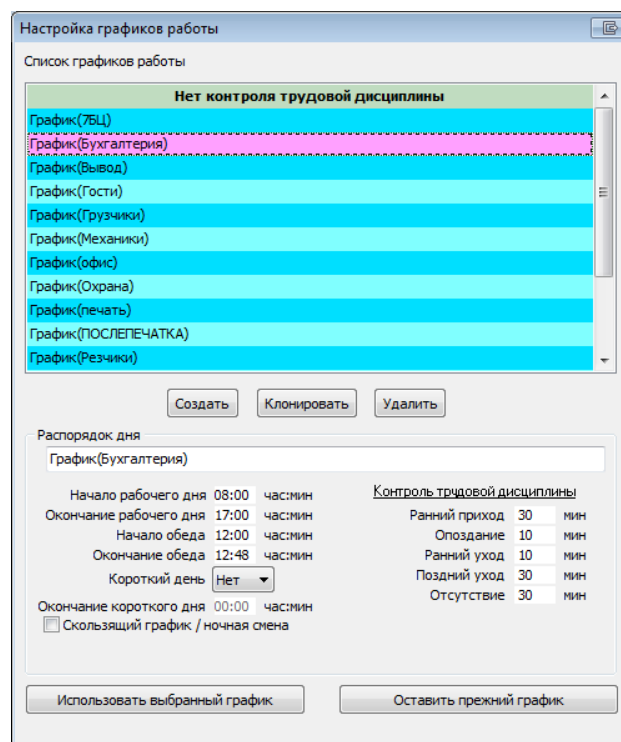 Настройка графиков работы
Список графиков работы
Нет контроля трудовой дисциплины
График(7БЦ)
График(Бухгалтерия)
График(Вывод)
График(Гости)
График(Грузчики)
График(Механики)
График(офис)
График(Охрана)
График(печать)
График(ПОСЛЕПЕЧАТКА)
График(Резчики)
Создать Клонировать Удалить
Распорядок дня
График(Бухгалтерия)
Начало рабочего дня 08:00 час:мин
Окончание рабочего дня 17:00 час:мин
Начало обеда 12:00 час:мин
Окончание обеда 12:48 час:мин
Короткий день Нет
Окончание короткого дня 00:00 час:мин
Скользящий график / ночная смена
Контроль трудовой дисциплины
Ранний приход 30 мин
Опоздание 10 мин
Ранний уход 10 мин
Поздний уход 30 мин
Отсутствие 30 мин
Использовать выбранный график Оставить прежний график